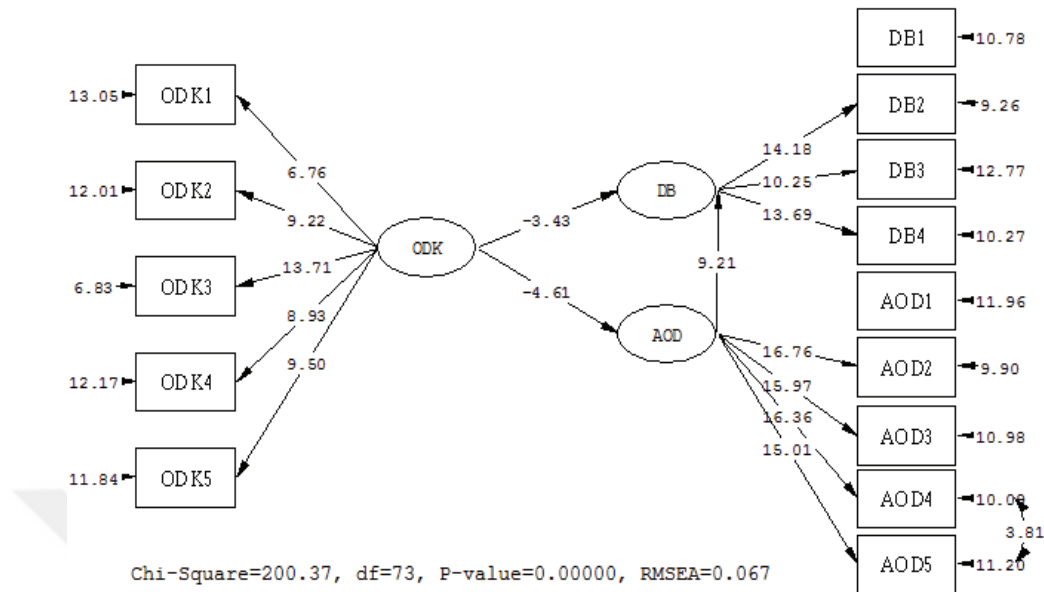 DB1
10.78
ODK1
13.05
DB2
9.26
6.76
14.18
DB3
12.77
ODK2
12.01
DB
10.25
9.22
-3.43
13.69
DB4
10.27
ODK
13.71
9.21
ODK3
6.83
-4.61
AOD1
11.96
8.93
AOD
16.76
AOD2
9.90
9.50
15.97
ODK4
12.17
16.36
AOD3
10.98
15.01
ODK5
11.84
AOD4
10.09
3.81
AOD5
11.20
Chi-Square=200.37, df=73, P-value=0.00000, RMSEA=0.067